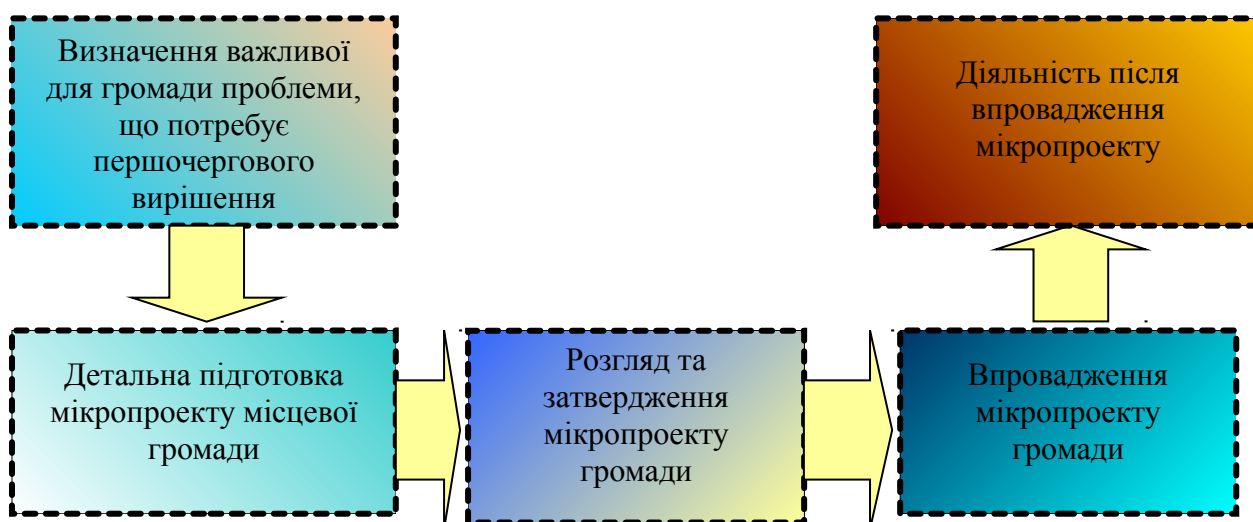 Визначення важливої
для громади проблеми,
що потребує
першочергового
вирішення
Детальна підготовка
мікропроекту місцевої
громади
Розгляд та
затвердження
мікропроекту
громади
Впровадження
мікропроекту
громади
Діяльність після
впровадження
мікропроекту